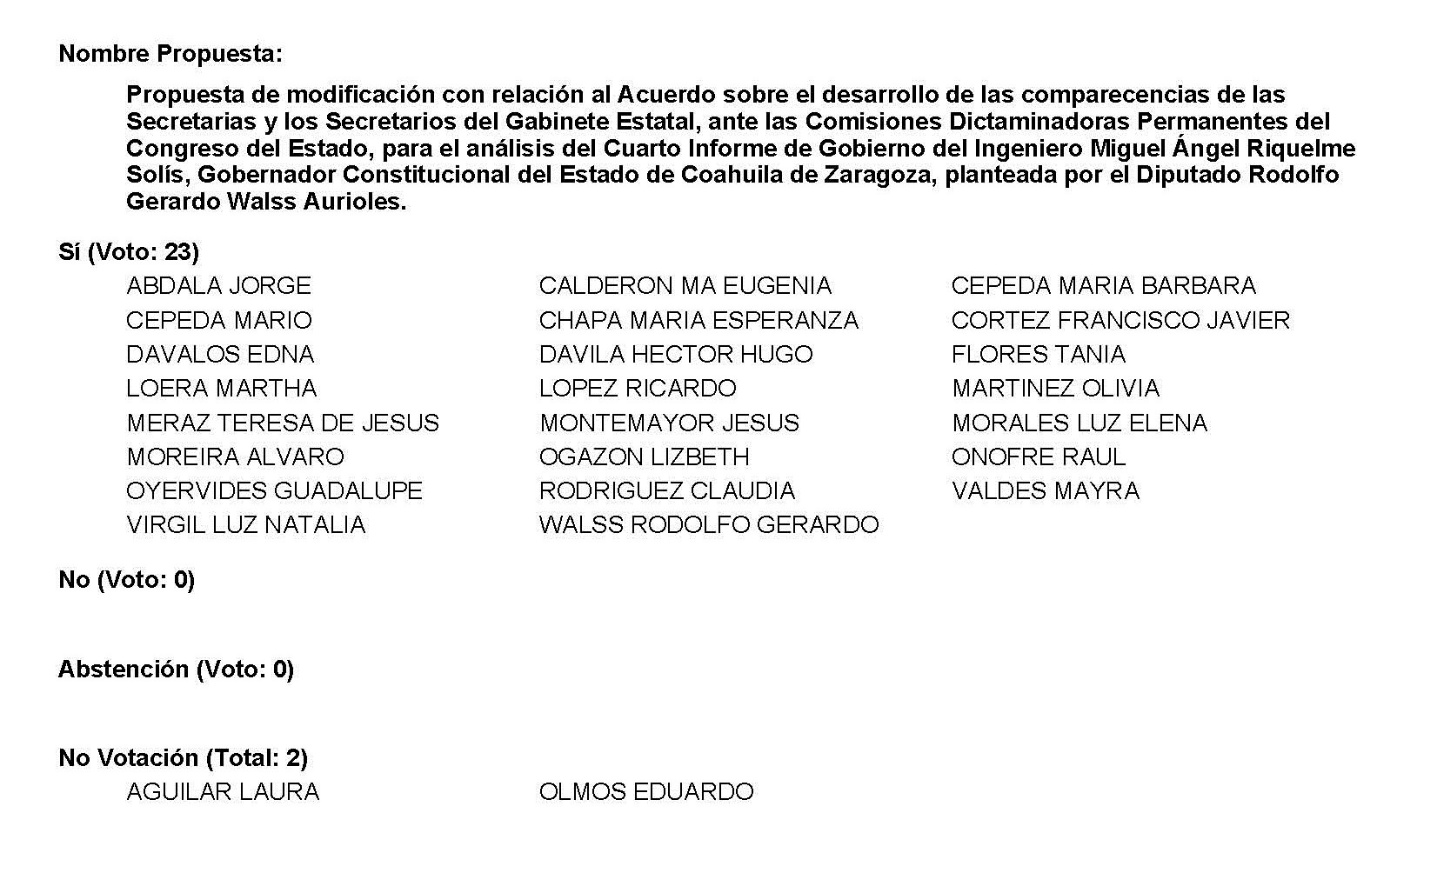 Nombre Propuesta:
Propuesta de modificación con relación al Acuerdo sobre el desarrollo de las comparecencias de las
Secretarias y los Secretarios del Gabinete Estatal, ante las Comisiones Dictaminadoras Permanentes del
Congreso del Estado, para el análisis del Cuarto Informe de Gobierno del Ingeniero Miguel Ángel Riquelme
Solís, Gobernador Constitucional del Estado de Coahuila de Zaragoza, planteada por el Diputado Rodolfo
Gerardo Walss Aurioles.
Sí (Voto: 23)
ABDALA JORGE CALDERON MA EUGENIA CEPEDA MARIA BARBARA
CEPEDA MARIO CHAPA MARIA ESPERANZA CORTEZ FRANCISCO JAVIER
DAVALOS EDNA DAVILA HECTOR HUGO FLORES TANIA
LOERA MARTHA LOPEZ RICARDO MARTINEZ OLIVIA
MERAZ TERESA DE JESUS MONTEMAYOR JESUS MORALES LUZ ELENA
MOREIRA ALVARO OGAZON LIZBETH ONOFRE RAUL
OYERVIDES GUADALUPE RODRIGUEZ CLAUDIA VALDES MAYRA
VIRGIL LUZ NATALIA WALSS RODOLFO GERARDO
No (Voto: 0)
Abstención (Voto: 0)
No Votación (Total: 2)
AGUILAR LAURA OLMOS EDUARDO